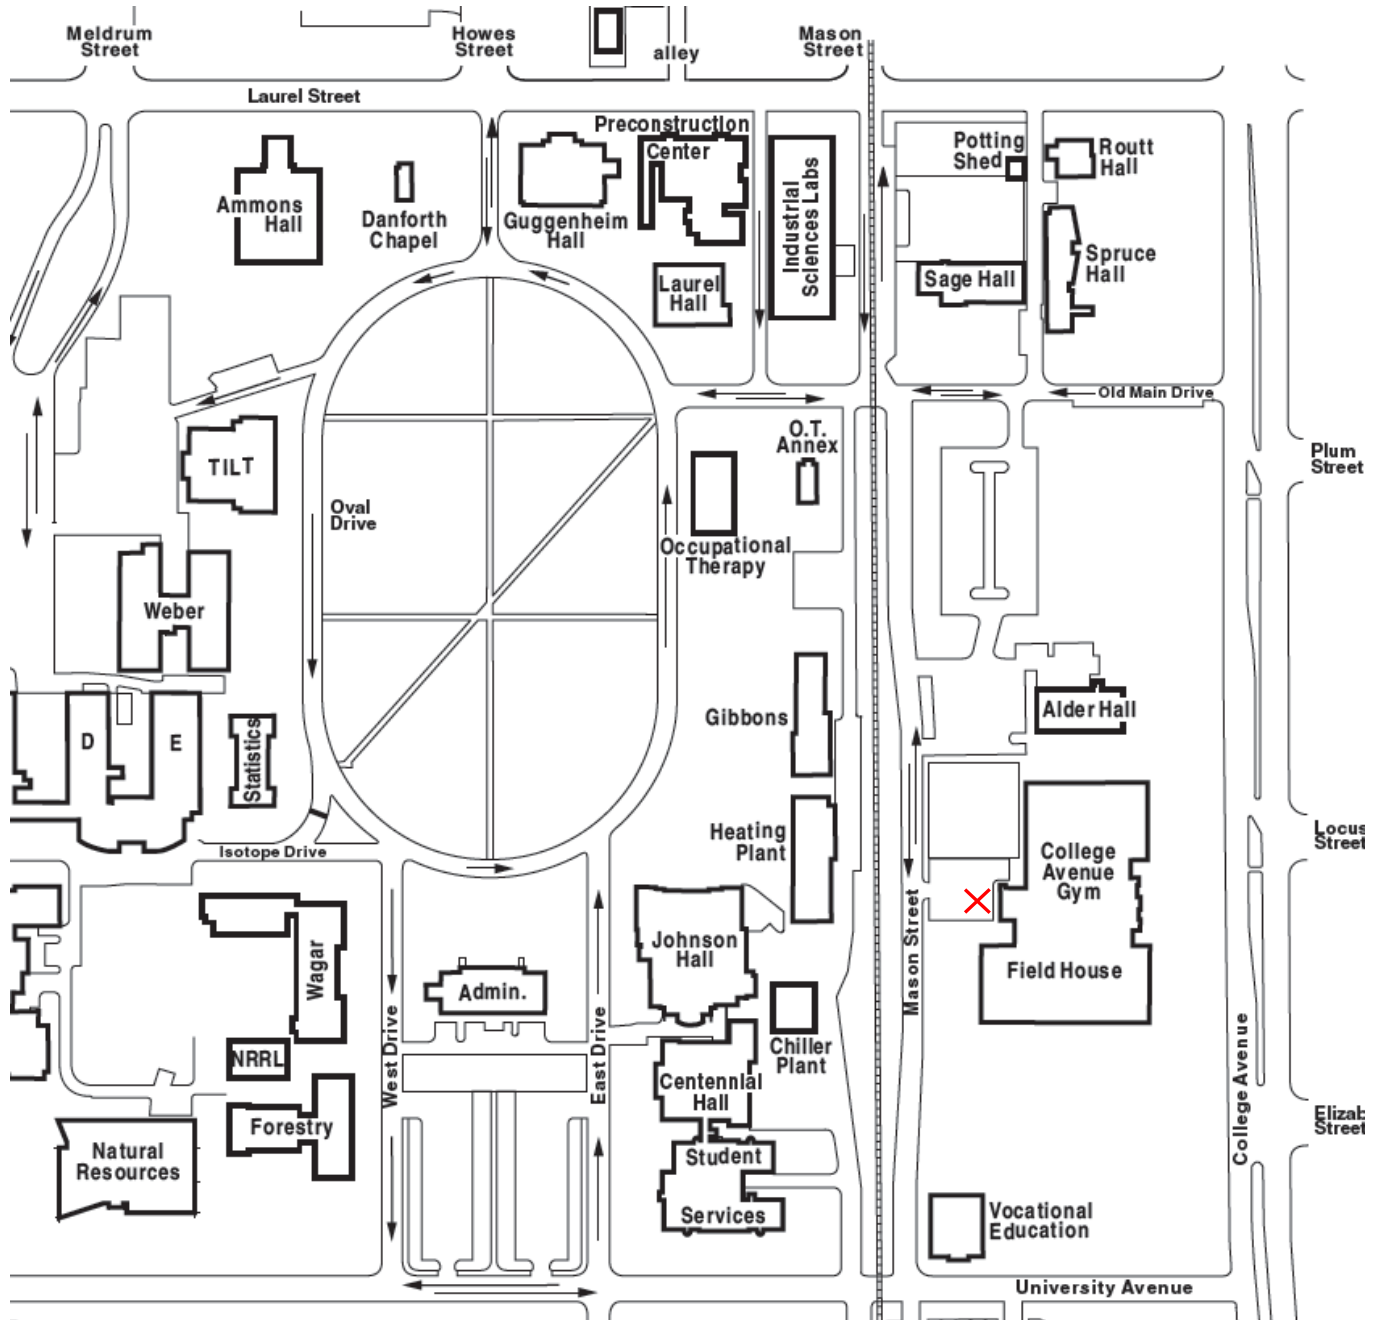 Meldrum
Street
Howes
Street
alley
Mason
Street
Laurel Street
Preconstruction
Center
Potting
Shed
Routt
Hall
Ammons
Hall
Danforth
Chapel
Guggenheim
Hall
Industrial
Sciences Labs
Laurel
Hall
Sage Hall
Spruce
Hall
Old Main Drive
TILT
Oval
Drive
O.T.
Annex
Plum
Street
Occupational
Therapy
Weber
D
E
Statistics
Gibbons
Alder Hall
Heating
Plant
College
Avenue
Gym
Locus
Street
Isotope Drive
Wagar
Admin.
Johnson
Hall
Mason Street
Field House
NRRL
West Drive
East Drive
Chiller
Plant
Centennial
Hall
College Avenue
Elizab
Street
Forestry
Natural
Resources
Student
Services
Vocational
Education
University Avenue